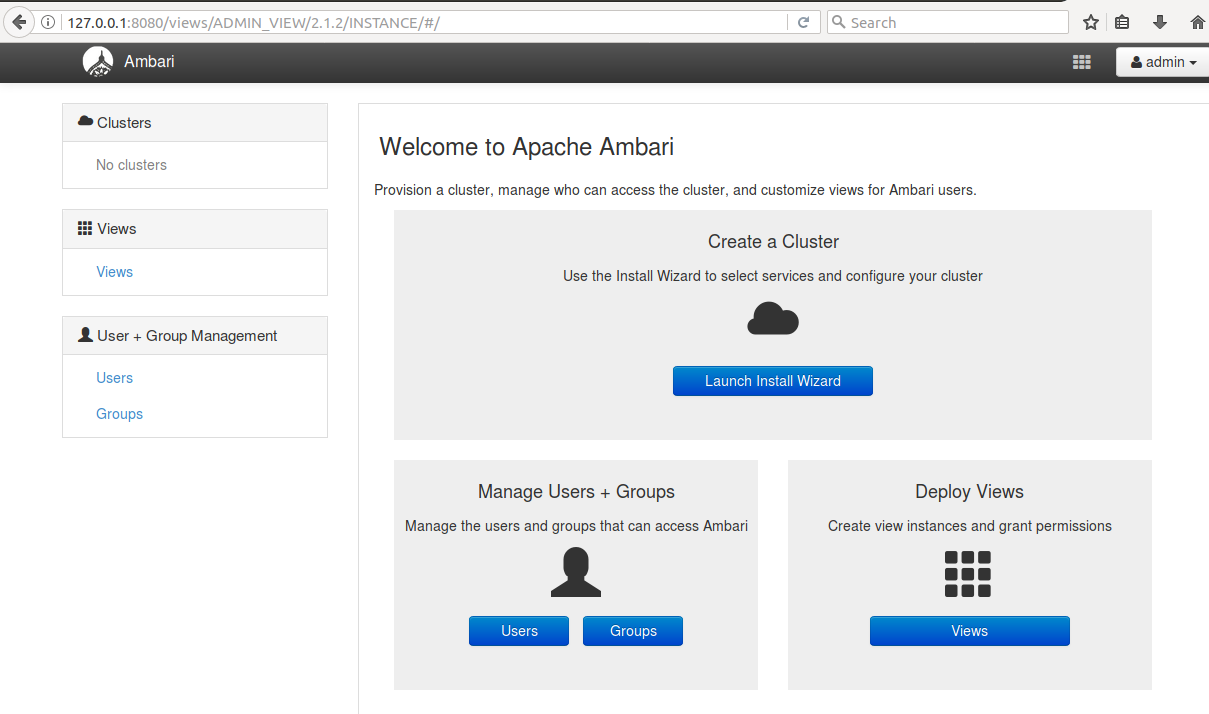 127.0.0.1:8080/views/ADMIN_VIEW/2.1.2/INSTANCE/#/
Search
Ambari
admin
Clusters
No clusters
Views
Views
User + Group Management
Users
Groups
Welcome to Apache Ambari
Provision a cluster, manage who can access the cluster, and customize views for Ambari users.
Create a Cluster
Use the Install Wizard to select services and configure your cluster
Launch Install Wizard
Manage Users + Groups
Manage the users and groups that can access Ambari
Users
Groups
Deploy Views
Create view instances and grant permissions
Views